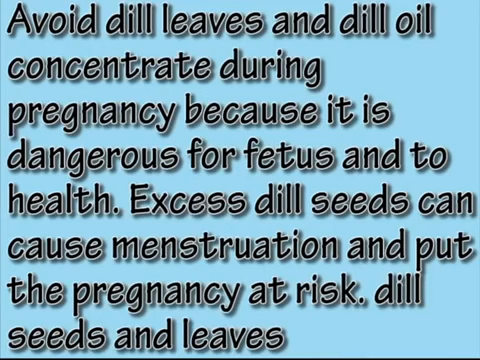 Avoid dill leaves and dill oil
concentrate during
pregnancy because it is
dangerous for fetus and to
health. Excess dill seeds can
cause menstruation and put
the pregnancy at risk. dill
seeds and leaves